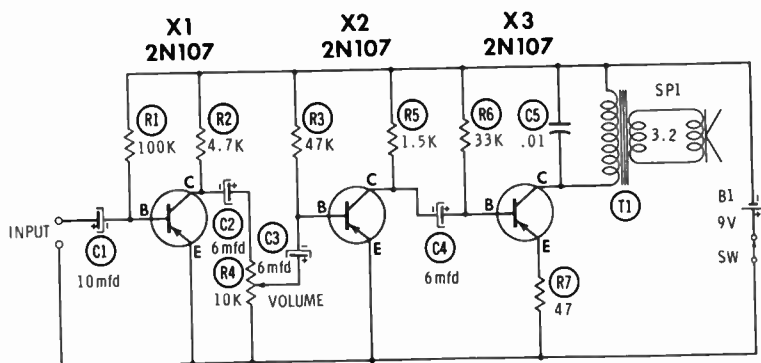 X1
2N107
X2
2N107
X3
2N107
R1
100K
R2
4.7K
R3
47K
R5
1.5K
R6
33K
C5
.01
SP1
3.2
T1
B1
9V
SW
INPUT
C1
10mfd
B
C
E
C2
6mfd
C3
6mfd
R4
10K
VOLUME
B
C
E
C4
6mfd
B
C
E
R7
47